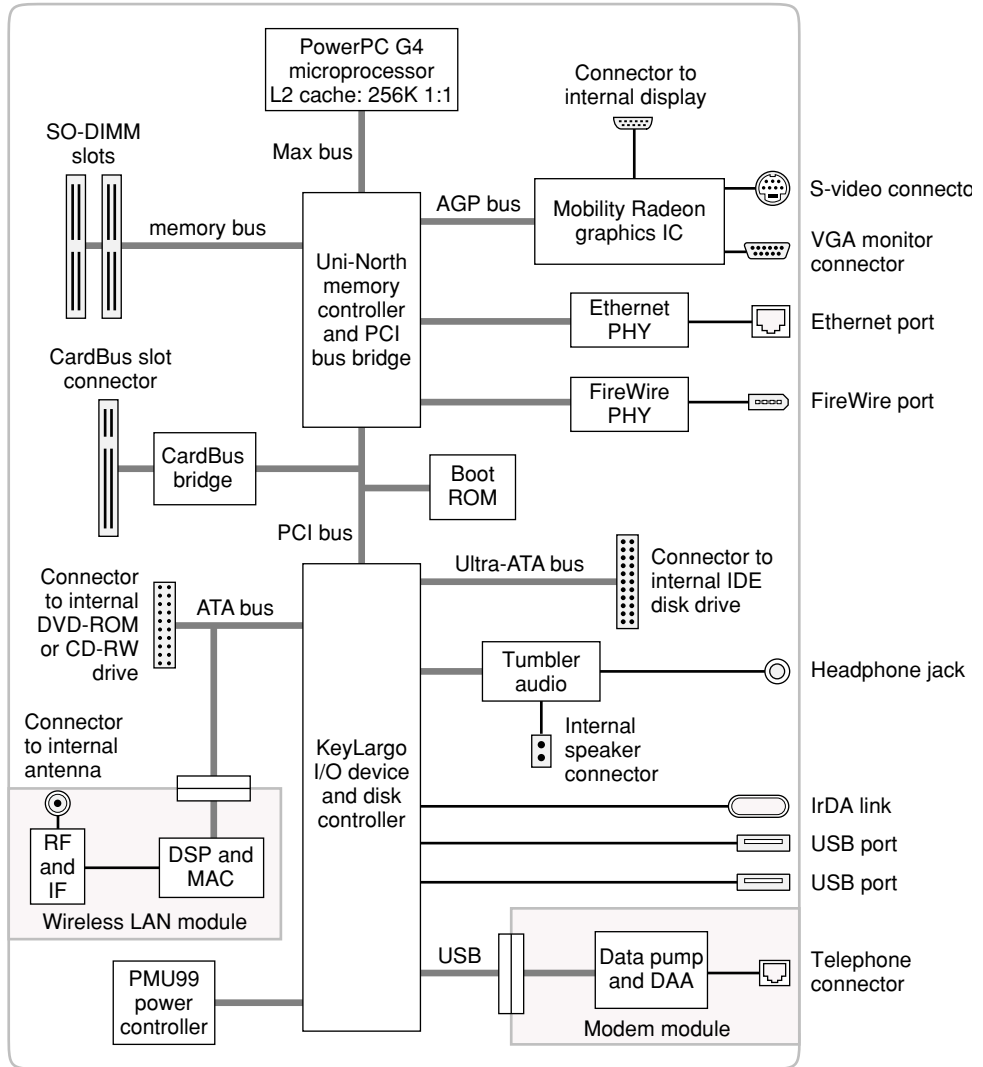 PowerPC G4
microprocessor
L2 cache: 256K 1:1
Connector to
internal display
SO-DIMM
slots
Max bus
memory bus
AGP bus
Mobility Radeon
graphics IC
S-video connecto
VGA monitor
connector
Uni-North
memory
controller
and PCI
bus bridge
Ethernet
PHY
Ethernet port
CardBus slot
connector
FireWire
PHY
FireWire port
CardBus
bridge
Boot
ROM
PCI bus
Ultra-ATA bus
Connector to
internal IDE
disk drive
Connector
to internal
DVD-ROM
or CD-RW
drive
ATA bus
Tumbler
audio
Headphone jack
Connector
to internal
antenna
Internal
speaker
connector
KeyLargo
I/O device
and disk
controller
IrDA link
USB port
USB port
RF
and
IF
DSP and
MAC
Wireless LAN module
USB
Data pump
and DAA
Telephone
connector
Modem module
PMU99
power
controller